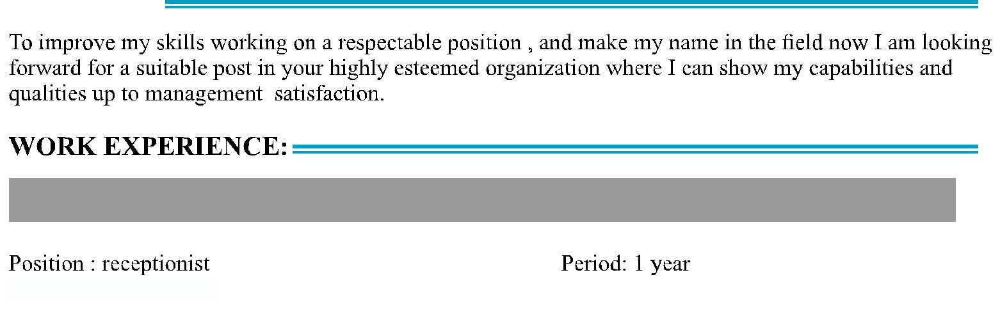 To improve my skills working on a respectable position , and make my name in the field now I am looking
forward for a suitable post in your highly esteemed organization where I can show my capabilities and
qualities up to management  satisfaction.
WORK EXPERIENCE:
Position : receptionist Period: 1 year